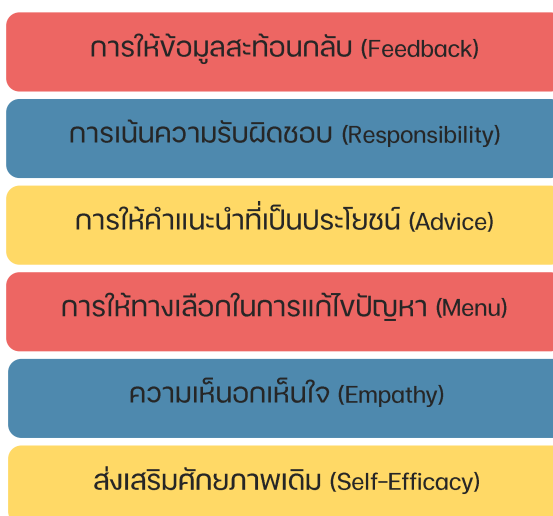 การให้ข้อมูลสะท้อนกลับ (Feedback)
การเน้นความรับผิดชอบ (Responsibility)
การให้คำแนะนำที่เป็นประโยชน์ (Advice)
การให้ทางเลือกในการแก้ไขปัญหา (Menu)
ความเห็นอกเห็นใจ (Empathy)
ส่งเสริมศักยภาพเดิม (Self-Efficacy)